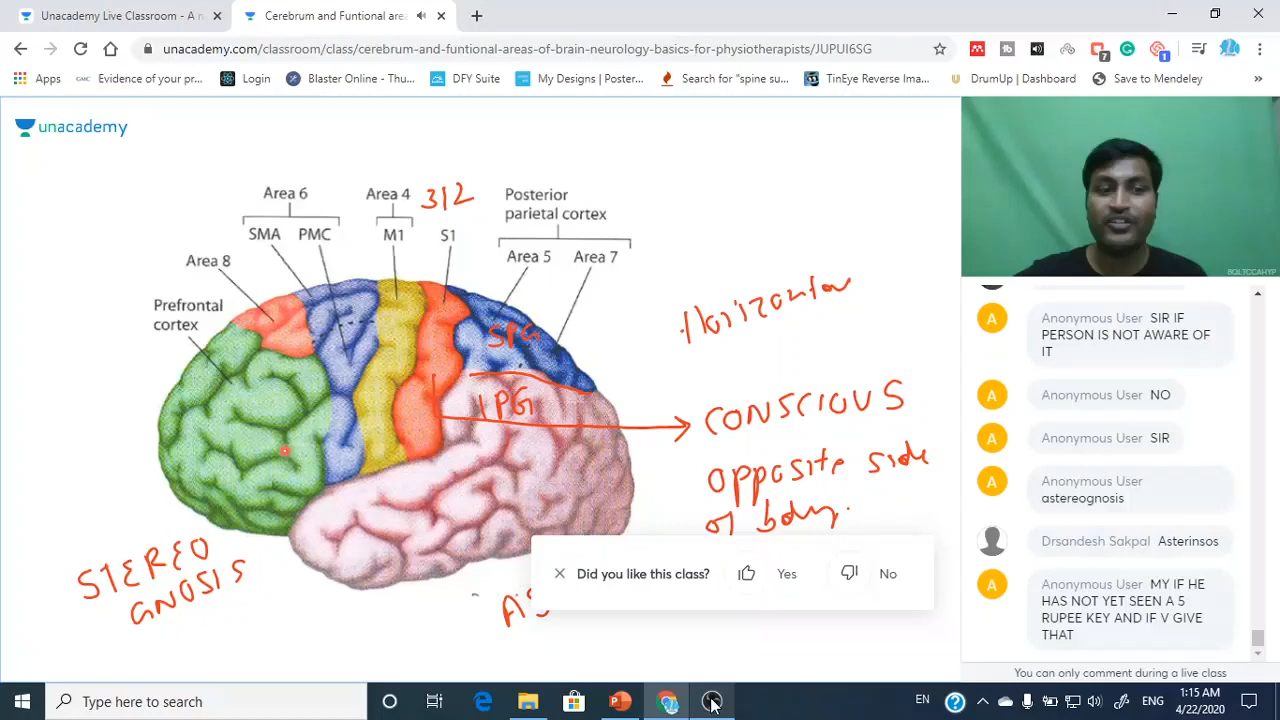 Unacademy Live Classroom - A n
Cerebrum and Funtional area
unacademy.com/classroom/class/cerebrum-and-funtional-areas-of-brain-neurology-basics-for-physiotherapists/JUPUI6SG
7
1
Apps
GMC
Evidence of your pr...
Login
Blaster Online - Thu...
DFY Suite
My Designs | Poster...
Search for "spine su...
TinEye Reverse Ima...
DrumUp | Dashboard
Save to Mendeley
»
unacademy
Area 6
Area 4
312
Posterior
parietal cortex
SMA
PMC
M1
S1
Area 5
Area 7
Area 8
Prefrontal
cortex
SPG
IPG
Horizontor
CONSCIOUS
opposite side
of body.
STEREO
GNOSIS
Did you like this class?
Yes
No
A
Anonymous User SIR IF
PERSON IS NOT AWARE OF
IT
A
Anonymous User NO
A
Anonymous User SIR
A
Anonymous User
astereognosis
Drsandesh Sakpal Asterinsos
A
Anonymous User MY IF HE
HAS NOT YET SEEN A 5
RUPEE KEY AND IF V GIVE
THAT
You can only comment during a live class
Type here to search
EN
ENG
1:15 AM
4/22/2020